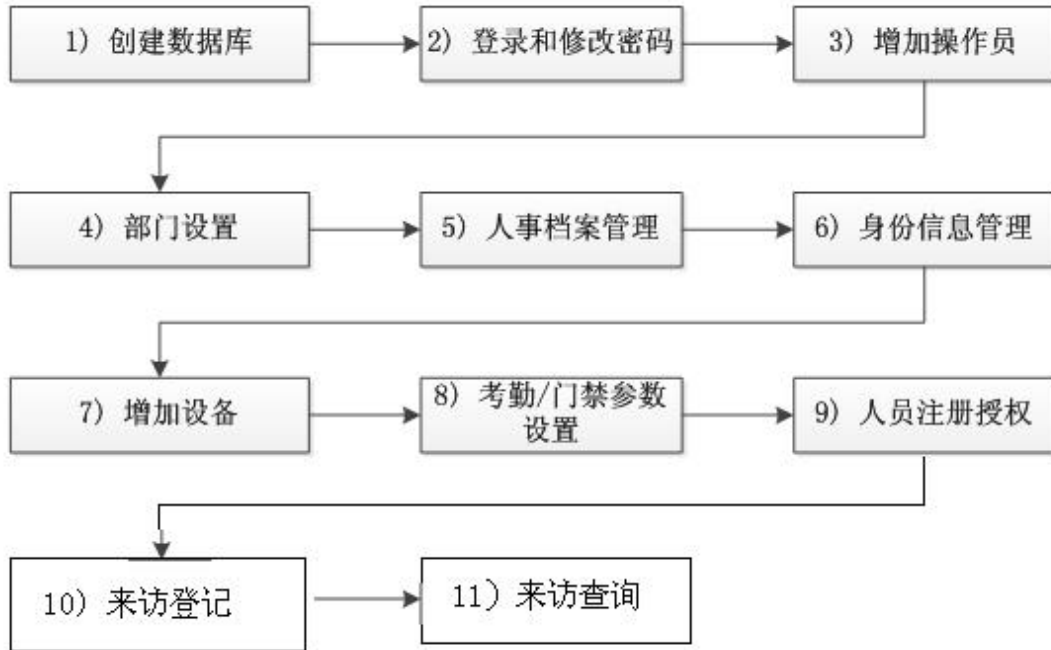 1) 创建数据库
2) 登录和修改密码
3) 增加操作员
4) 部门设置
5) 人事档案管理
6) 身份信息管理
7) 增加设备
8) 考勤/门禁参数
设置
9) 人员注册授权
10) 来访登记
11) 来访查询